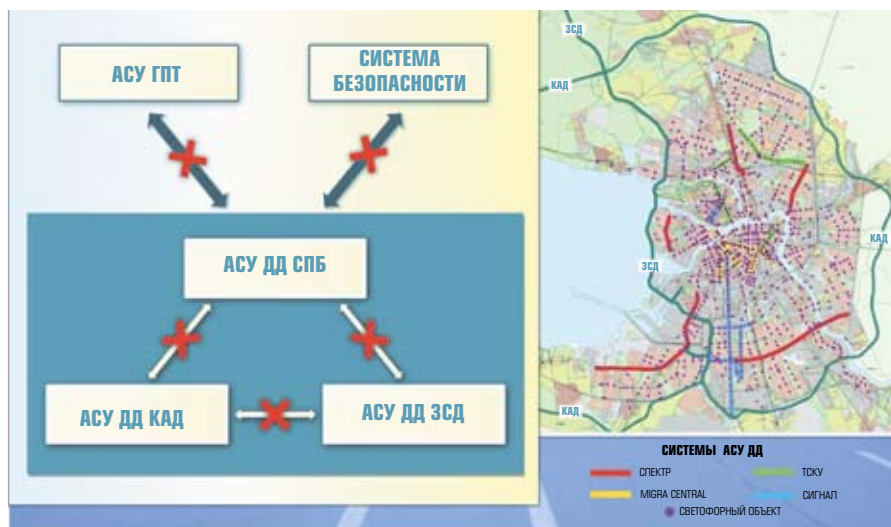 АСУ ГПТ
СИСТЕМА
БЕЗОПАСНОСТИ
АСУ ДД СПБ
АСУ ДД КАД
АСУ ДД ЗСД
ЗСД
КАД
КАД
ЗСД
КАД
СИСТЕМЫ АСУ ДД
СПЕКТР
ТСКУ
MIGRA CENTRAL
СИГНАЛ
СВЕТОФОРНЫЙ ОБЪЕКТ